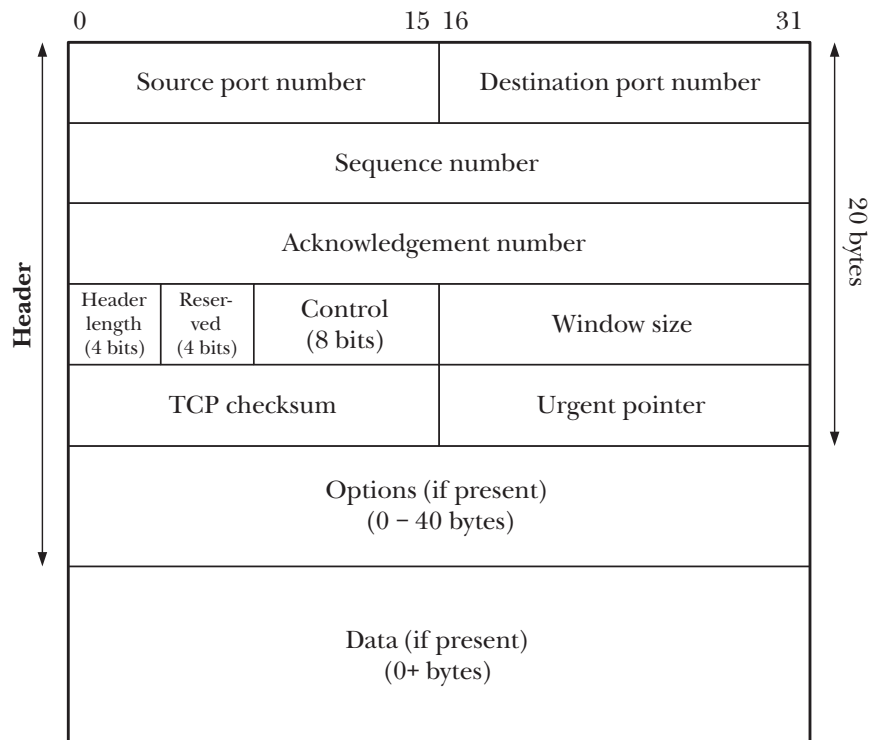 0 15 16 31
Source port number Destination port number
Sequence number
Acknowledgement number
Header
length
(4 bits)
Reser-
ved
(4 bits)
Control
(8 bits)
Window size
TCP checksum Urgent pointer
Options (if present)
(0 – 40 bytes)
Data (if present)
(0+ bytes)
Header
20 bytes